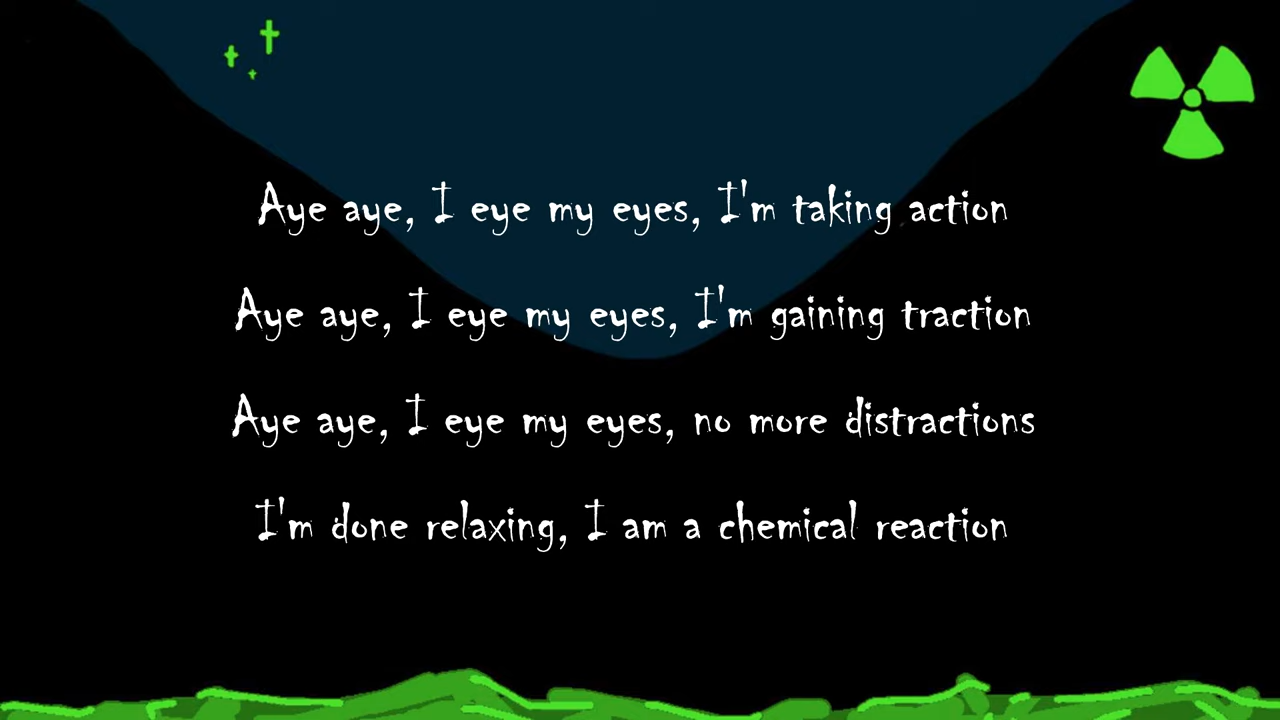 Aye aye, I eye my eyes, I'm taking action
Aye aye, I eye my eyes, I'm gaining traction
Aye aye, I eye my eyes, no more distractions
I'm done relaxing, I am a chemical reaction